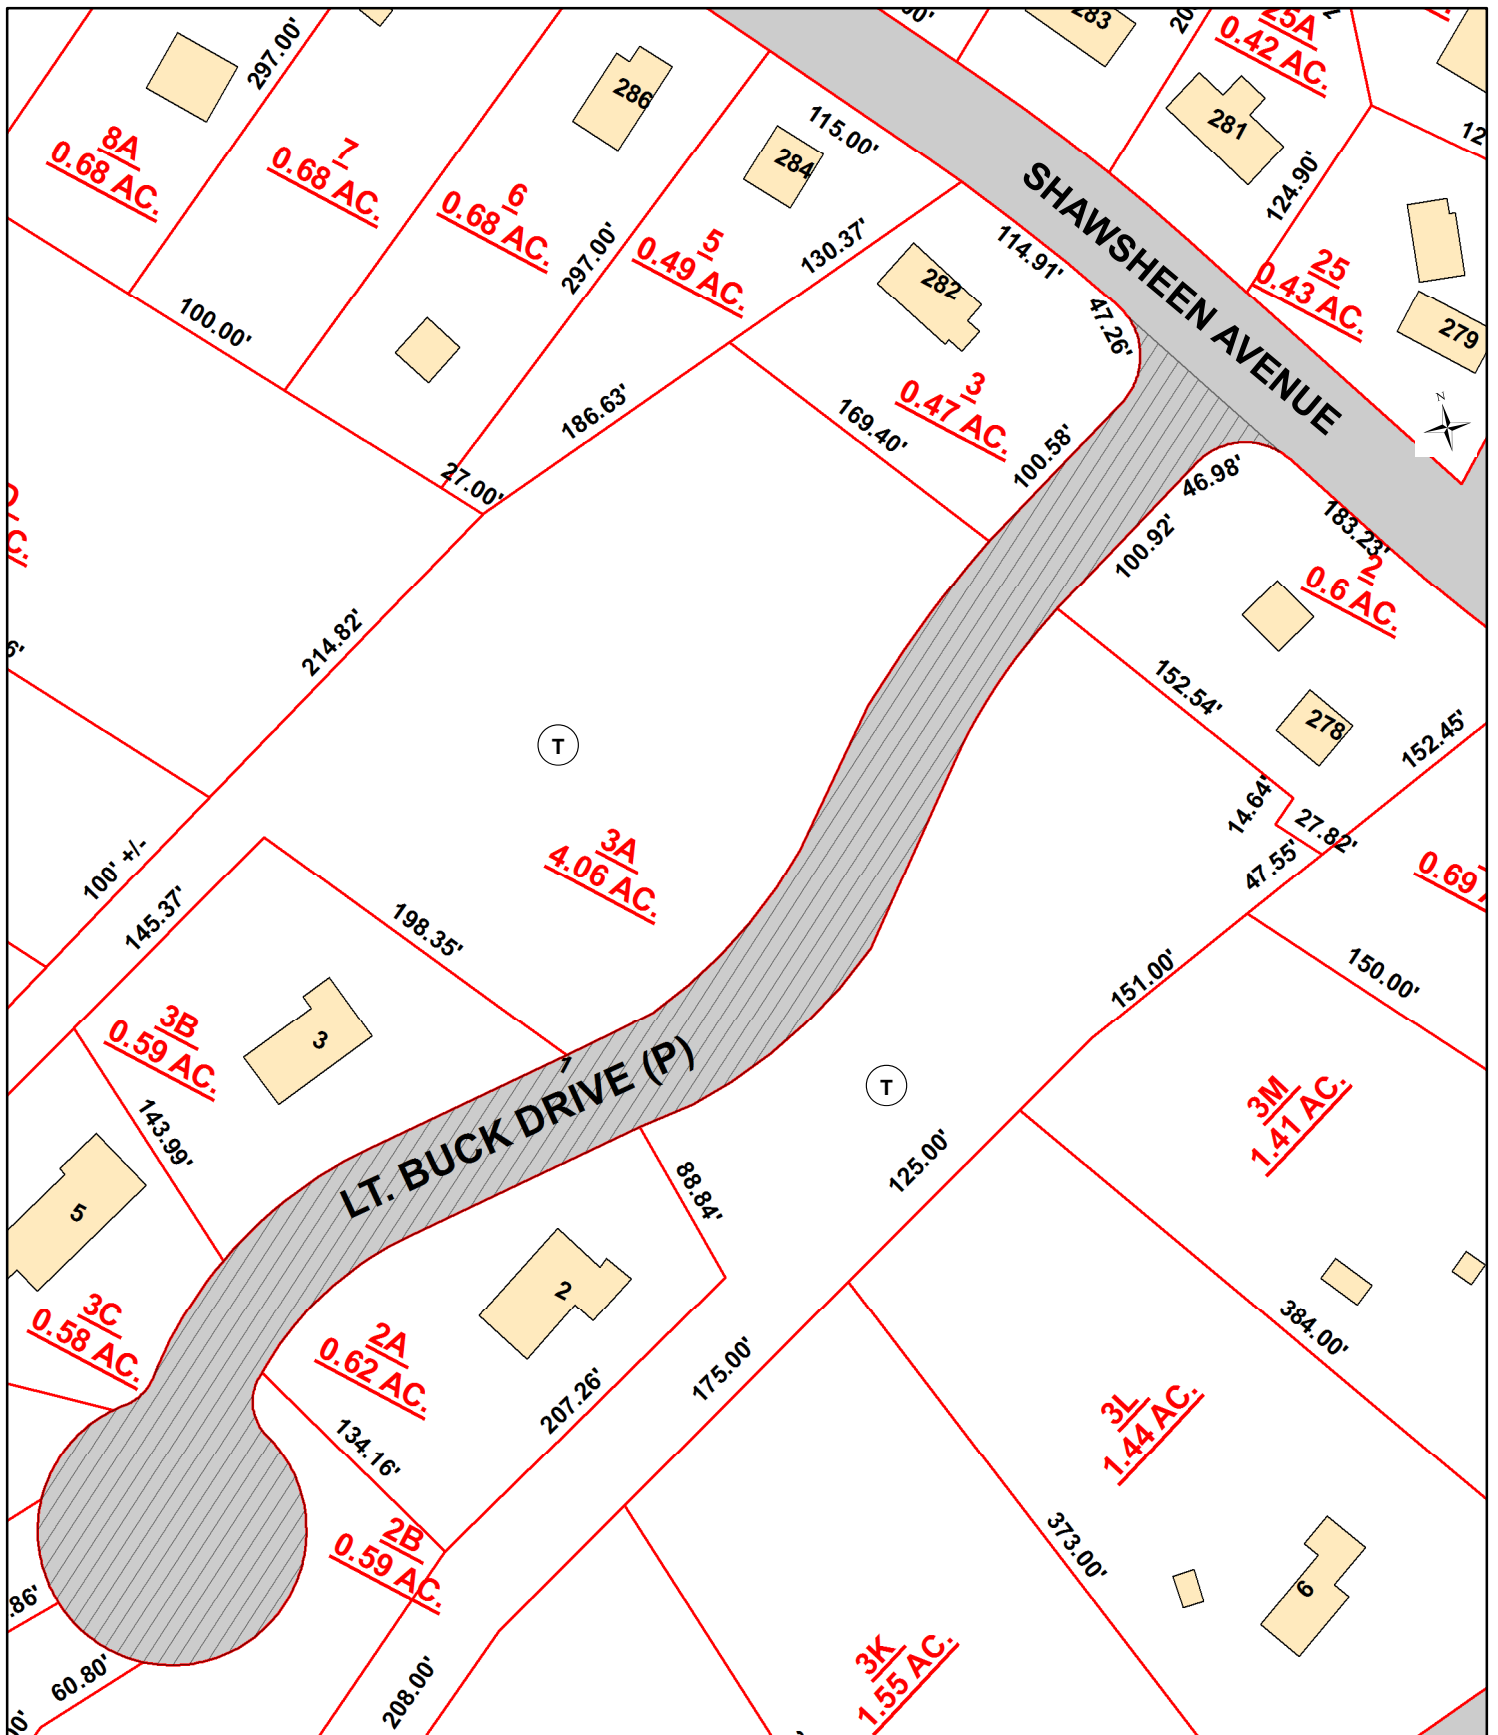 297.00'
8A
0.68 AC.
7
0.68 AC.
6
0.68 AC.
286
284
115.00'
283
25A
0.42 AC.
281
124.90'
297.00'
5
0.49 AC.
130.37'
114.91'
SHAWSHEEN AVENUE
25
0.43 AC.
279
N
100.00'
282
47.26'
3
0.47 AC.
186.63'
169.40'
100.58'
27.00'
46.98'
100.92'
183.23'
2
0.6 AC.
214.82'
152.54'
278
152.45'
T
14.64'
27.82'
47.55'
0.69
3A
4.06 AC.
100' +/-
145.37'
198.35'
151.00'
150.00'
3B
0.59 AC.
3
1
LT. BUCK DRIVE (P)
T
3M
1.41 AC.
143.99'
125.00'
88.84'
5
2
3C
0.58 AC.
2A
0.62 AC.
384.00'
175.00'
207.26'
134.16'
3L
1.44 AC.
2B
0.59 AC.
373.00'
6
.86'
60.80'
208.00'
3K
1.55 AC.